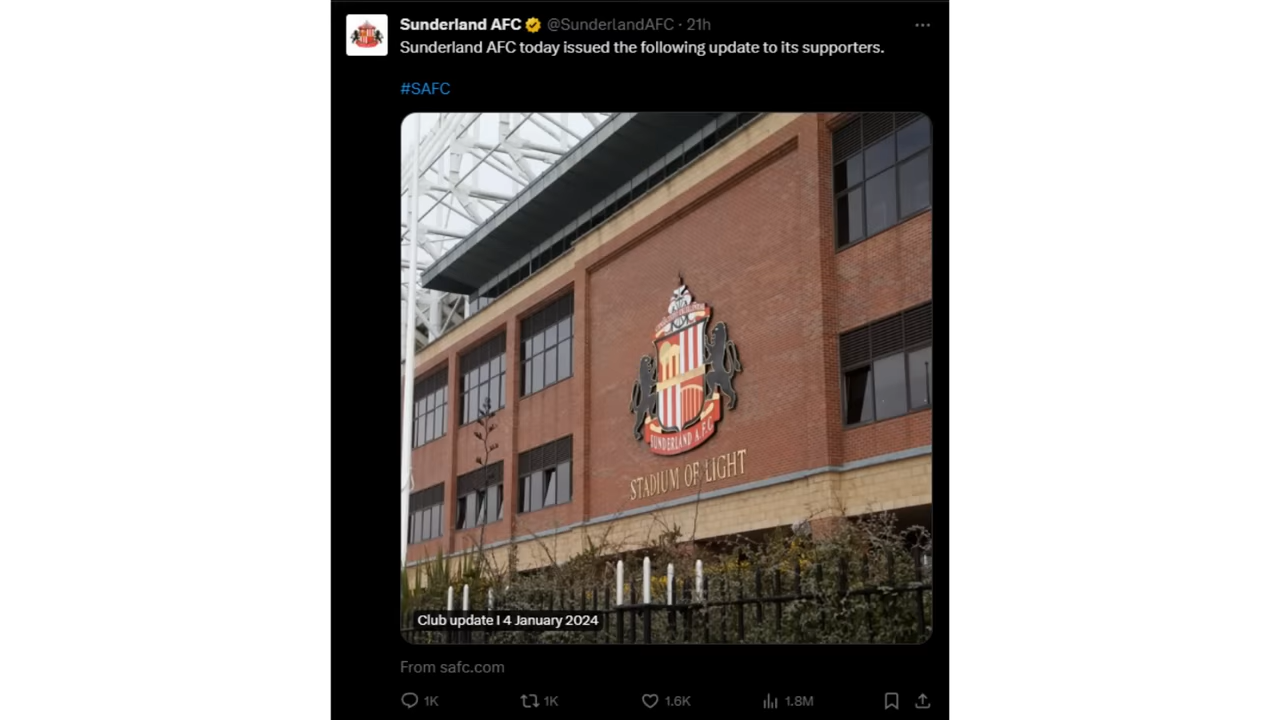 Sunderland AFC @SunderlandAFC · 21h
Sunderland AFC today issued the following update to its supporters.
#SAFC
SUNDERLAND A.F.C
STADIUM OF LIGHT
Club update I 4 January 2024
From safc.com
1K 1K 1.6K 1.8M